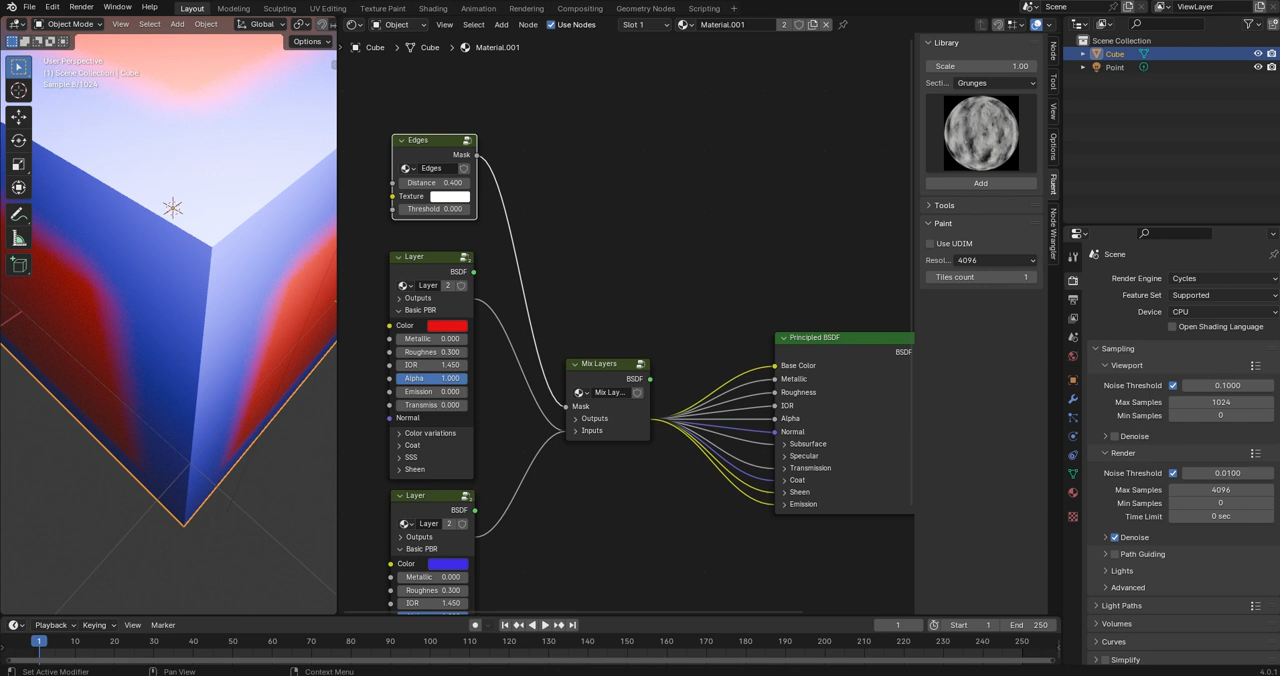 File Edit Render Window Help Layout Modeling Sculpting UV Editing Texture Paint Shading Animation Rendering Compositing Geometry Nodes Scripting Scene ViewLayer
Object Mode View Select Add Object Global
Options
User Perspective
(1) Scene Collection | Cube
Sample 8/1024
Object View Select Add Node Use Nodes Slot 1 Material.001 2
Cube Cube Material.001
Edges
Mask
Edges
Distance 0.400
Texture
Threshold 0.000
Layer
BSDF
Layer 2
Outputs
Basic PBR
Color
Metallic 0.000
Roughnes 0.300
IOR 1.450
Alpha 1.000
Emission 0.000
Transmiss 0.000
Normal
Color variations
Coat
SSS
Sheen
Layer
BSDF
Layer 2
Outputs
Basic PBR
Color
Metallic 0.000
Roughnes 0.300
IOR 1.450
Mix Layers
BSDF
Mix Lay...
Mask
Outputs
Inputs
Principled BSDF
BSDF
Base Color
Metallic
Roughness
IOR
Alpha
Normal
Subsurface
Specular
Transmission
Coat
Sheen
Emission
Library
Scale 1.00
Secti... Grunges
Add
Tools
Paint
Use UDIM
Resol... 4096
Tiles count 1
Node
Tool
View
Options
Fluent
Node Wrangler
Scene Collection
Cube
Point
Scene
Render Engine Cycles
Feature Set Supported
Device CPU
Open Shading Language
Sampling
Viewport
Noise Threshold 0.1000
Max Samples 1024
Min Samples 0
Denoise
Render
Noise Threshold 0.0100
Max Samples 4096
Min Samples 0
Time Limit 0 sec
Denoise
Path Guiding
Lights
Advanced
Light Paths
Volumes
Curves
Simplify
Playback Keying View Marker 1 Start 1 End 250
1 10 20 30 40 50 60 70 80 90 100 110 120 130 140 150 160 170 180 190 200 210 220 230 240 250
Set Active Modifier Pan View Context Menu 4.0.1